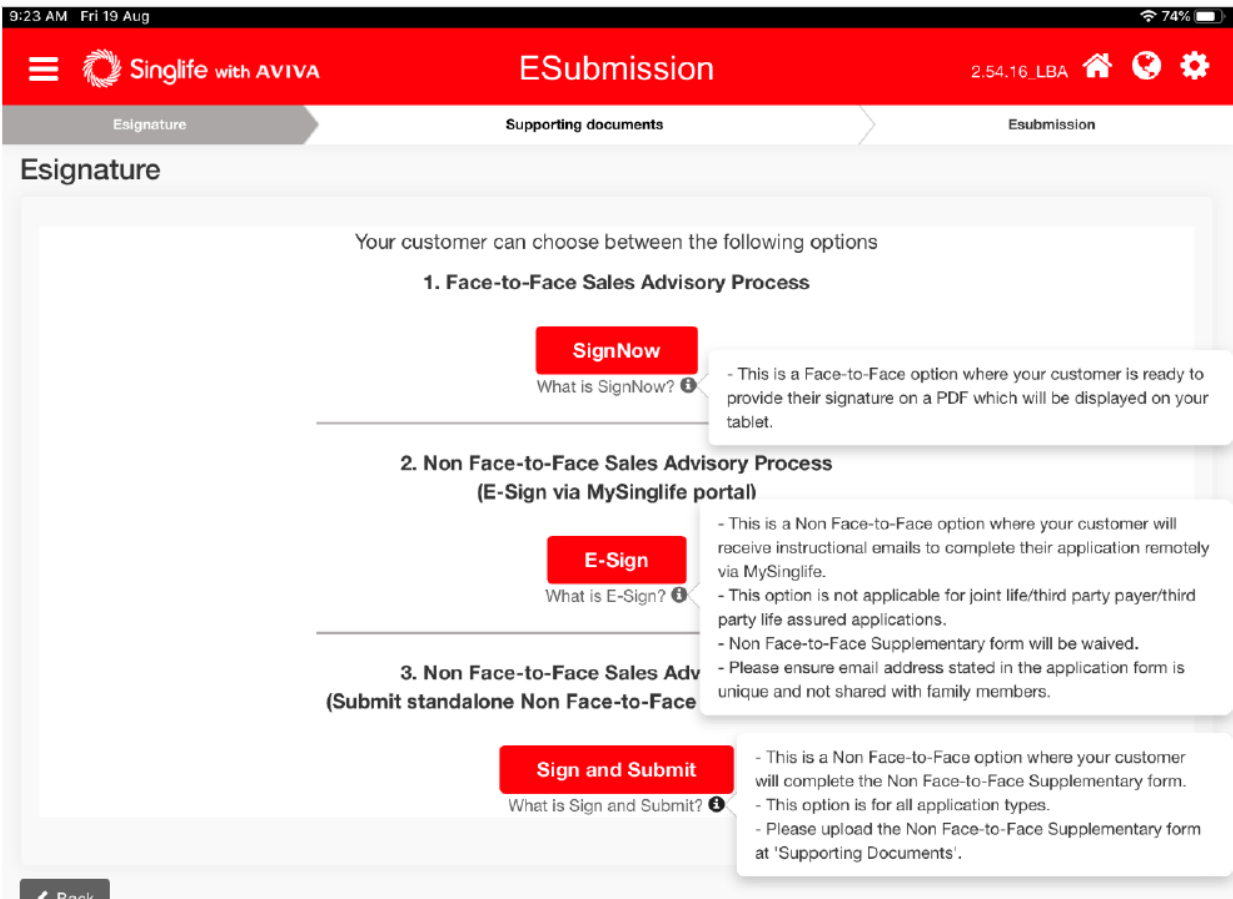 9:23 AM Fri 19 Aug
74%
Singlife with AVIVA
ESubmission
2.54.16_LBA
Esignature
Supporting documents
Esubmission
Esignature
Your customer can choose between the following options
1. Face-to-Face Sales Advisory Process
SignNow
What is SignNow?
- This is a Face-to-Face option where your customer is ready to
provide their signature on a PDF which will be displayed on your
tablet.
2. Non Face-to-Face Sales Advisory Process
(E-Sign via MySinglife portal)
E-Sign
What is E-Sign?
- This is a Non Face-to-Face option where your customer will
receive instructional emails to complete their application remotely
via MySinglife.
- This option is not applicable for joint life/third party payer/third
party life assured applications.
- Non Face-to-Face Supplementary form will be waived.
- Please ensure email address stated in the application form is
unique and not shared with family members.
3. Non Face-to-Face Sales Adv
(Submit standalone Non Face-to-Face
Sign and Submit
What is Sign and Submit?
- This is a Non Face-to-Face option where your customer
will complete the Non Face-to-Face Supplementary form.
- This option is for all application types.
- Please upload the Non Face-to-Face Supplementary form
at 'Supporting Documents'.
Back